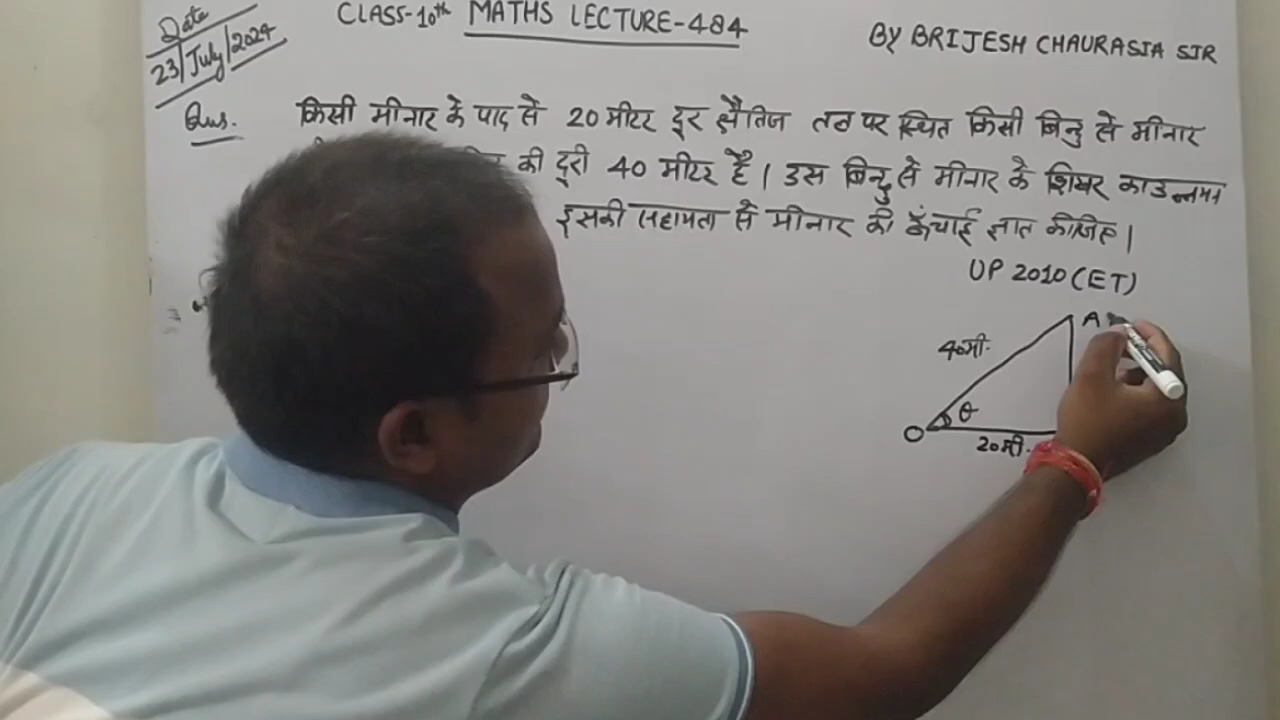 Date
23/July/2024
CLASS-10th MATHS LECTURE-484
BY BRIJESH CHAURASIA SIR
Qus. किसी मीनार के पाद से 20 मीटर दूर क्षैतिज तल पर स्थित किसी बिन्दु से मीनार
की दूरी 40 मीटर है। उस बिन्दु से मीनार के शिखर का उन्नयन
इसकी सहायता से मीनार की ऊँचाई ज्ञात कीजिए।
UP 2010 (ET)
A
40मी.
θ
O
20मी.